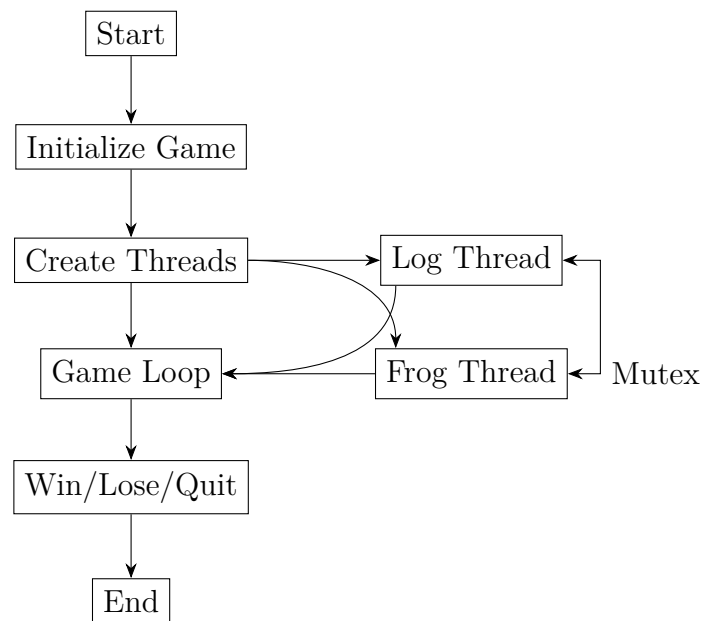 Start
Initialize Game
Create Threads
Log Thread
Game Loop
Frog Thread
Mutex
Win/Lose/Quit
End